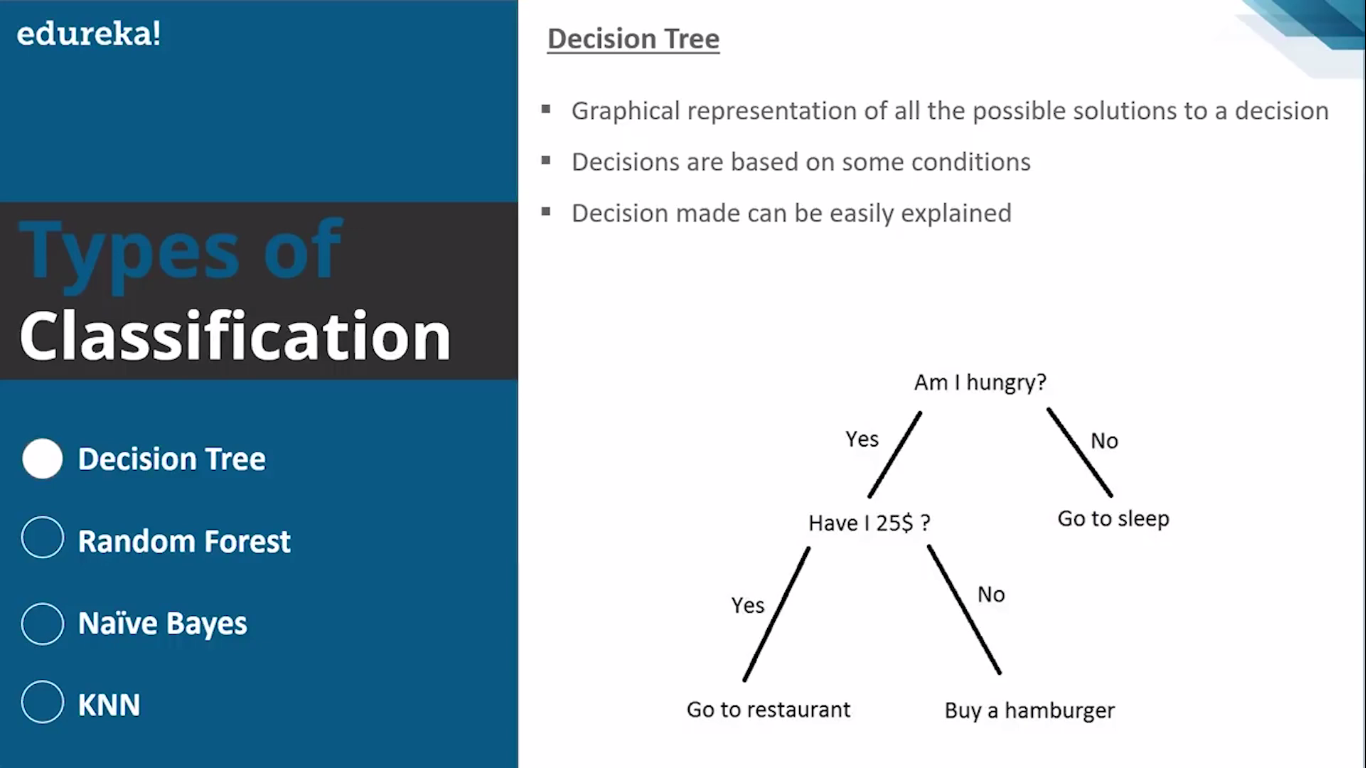 edureka!
Types of
Classification
Decision Tree
Random Forest
Naïve Bayes
KNN
Decision Tree
Graphical representation of all the possible solutions to a decision
Decisions are based on some conditions
Decision made can be easily explained
Am I hungry?
Yes
No
Have I 25$ ?
Go to sleep
Yes
No
Go to restaurant
Buy a hamburger